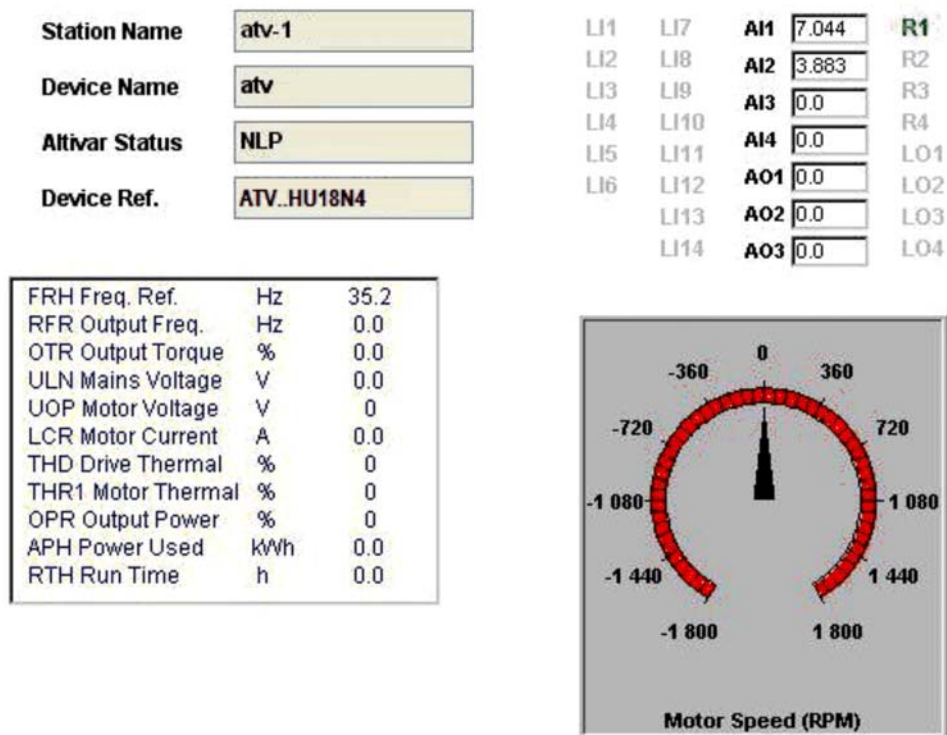 Station Name atv-1
Device Name atv
Altivar Status NLP
Device Ref. ATV..HU18N4
LI1 LI7 AI1 7.044 R1
LI2 LI8 AI2 3.883 R2
LI3 LI9 AI3 0.0 R3
LI4 LI10 AI4 0.0 R4
LI5 LI11 AO1 0.0 LO1
LI6 LI12 AO2 0.0 LO2
LI13 AO3 0.0 LO3
LI14 LO4
FRH Freq. Ref. Hz 35.2
RFR Output Freq. Hz 0.0
OTR Output Torque % 0.0
ULN Mains Voltage V 0.0
UOP Motor Voltage V 0
LCR Motor Current A 0.0
THD Drive Thermal % 0
THR1 Motor Thermal % 0
OPR Output Power % 0
APH Power Used kWh 0.0
RTH Run Time h 0.0
0
-360 360
-720 720
-1 080 1 080
-1 440 1 440
-1 800 1 800
Motor Speed (RPM)